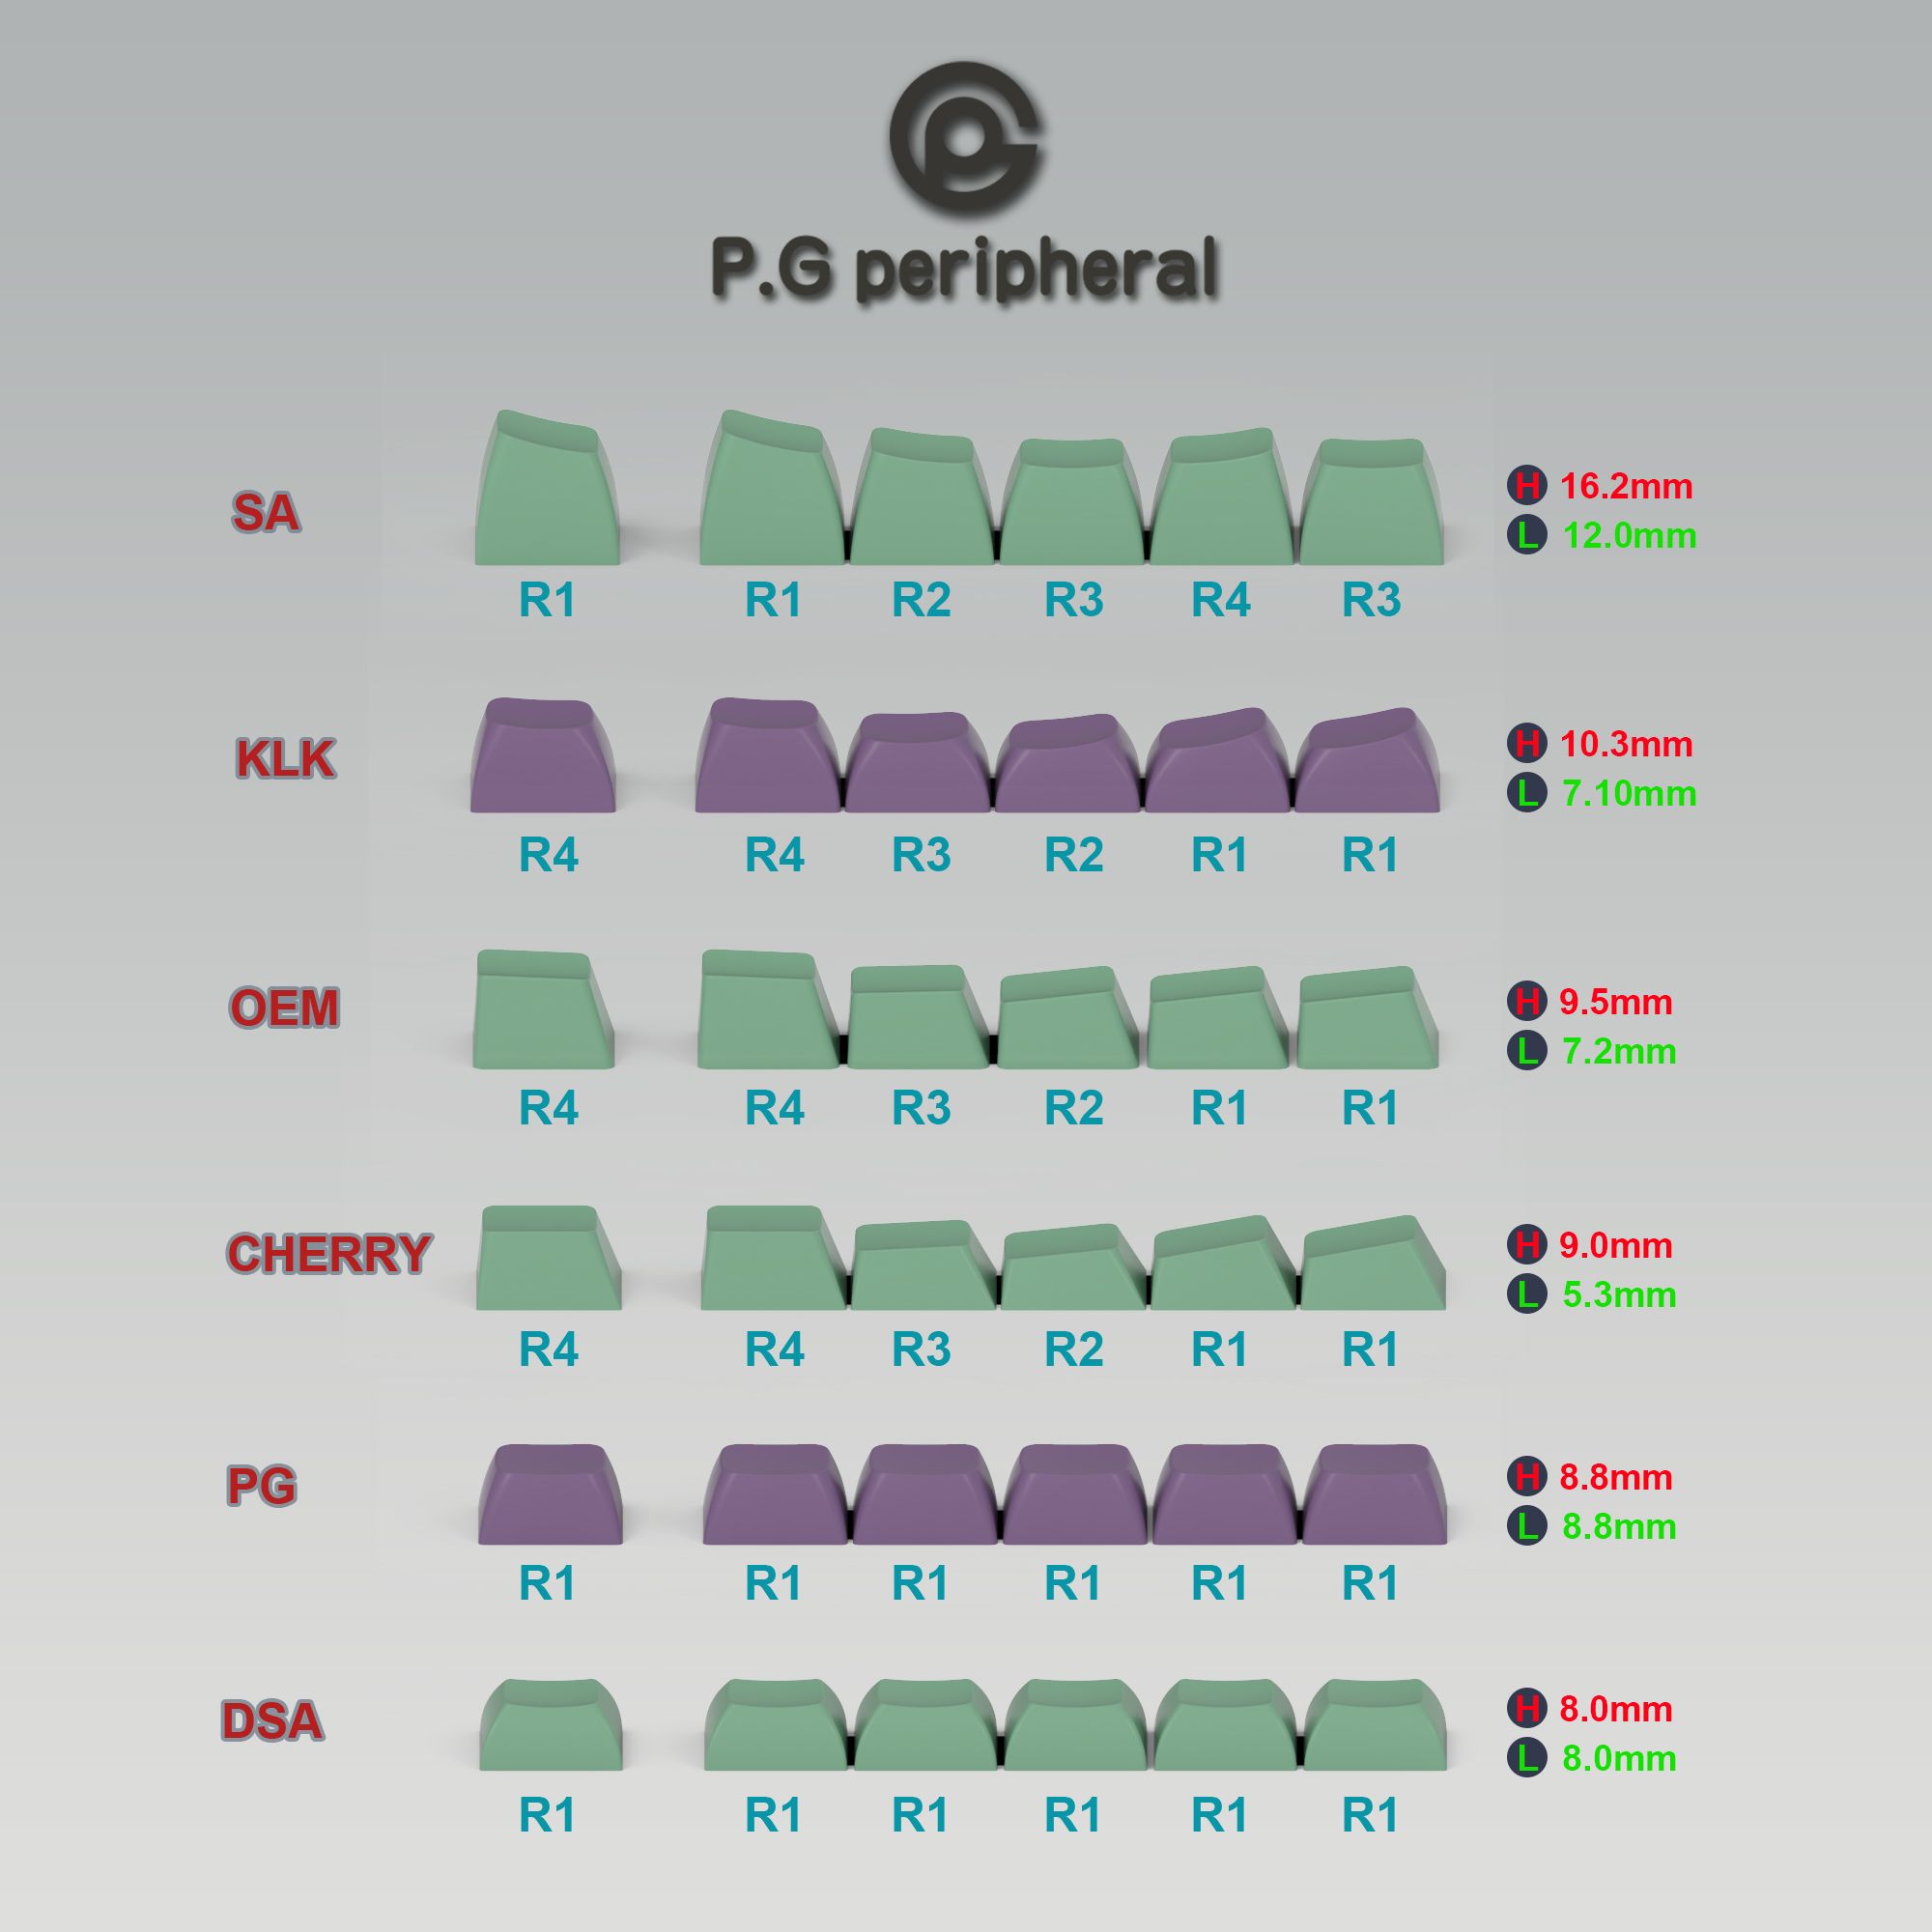 P.G peripheral
SA
R1 R1 R2 R3 R4 R3
H 16.2mm
L 12.0mm
KLK
R4 R4 R3 R2 R1 R1
H 10.3mm
L 7.10mm
OEM
R4 R4 R3 R2 R1 R1
H 9.5mm
L 7.2mm
CHERRY
R4 R4 R3 R2 R1 R1
H 9.0mm
L 5.3mm
PG
R1 R1 R1 R1 R1 R1
H 8.8mm
L 8.8mm
DSA
R1 R1 R1 R1 R1 R1
H 8.0mm
L 8.0mm